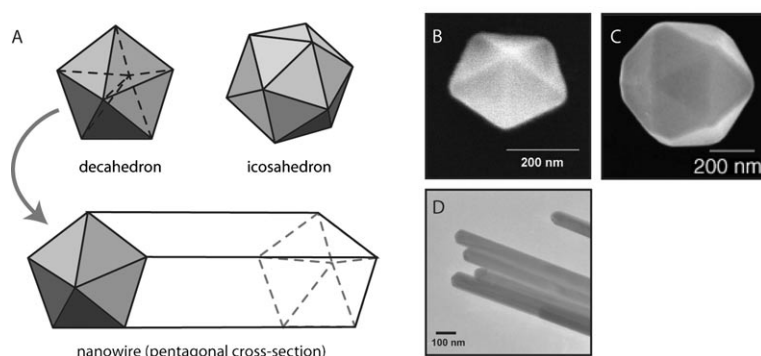 A
decahedron
icosahedron
nanowire (pentagonal cross-section)
B
200 nm
C
200 nm
D
100 nm